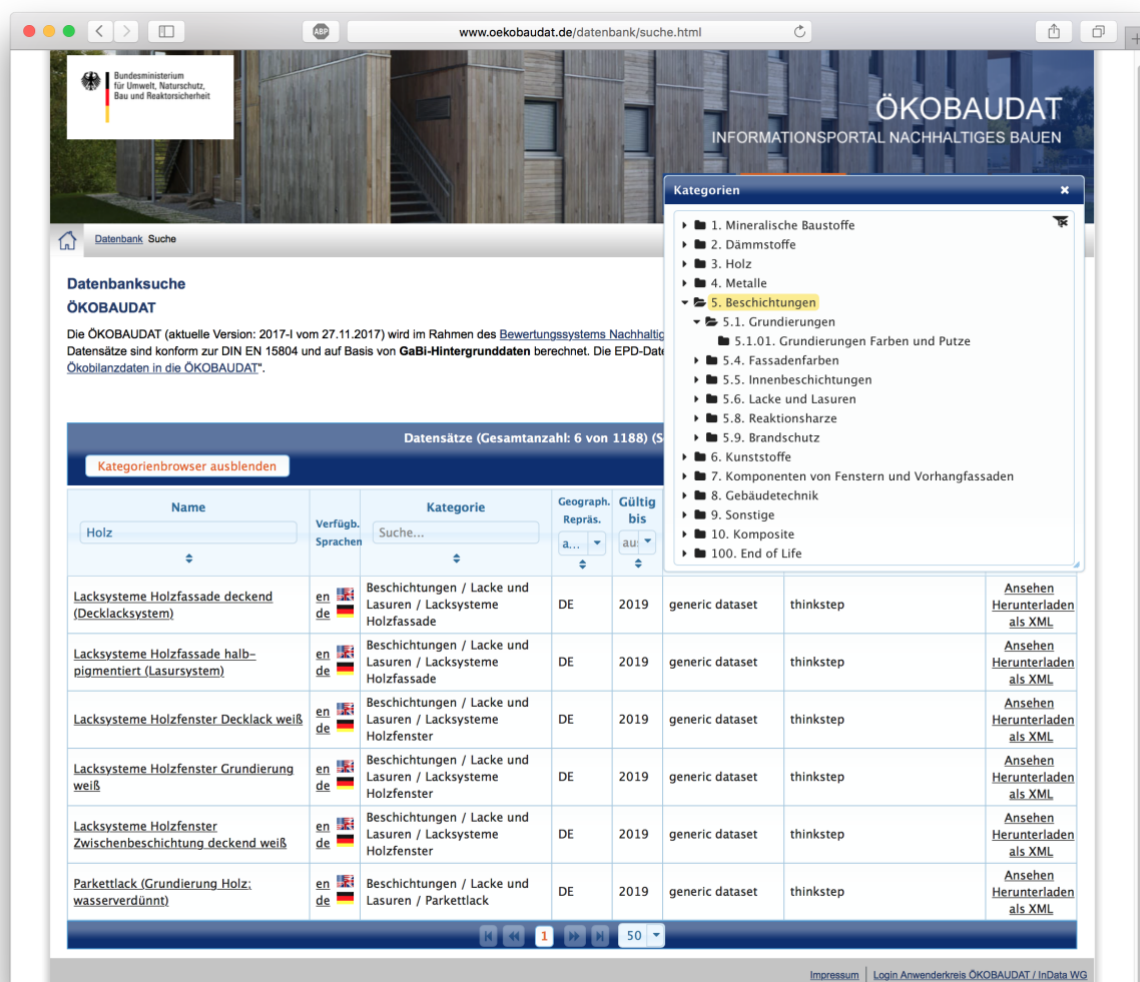 ABP
www.oekobaudat.de/datenbank/suche.html
Bundesministerium
für Umwelt, Naturschutz,
Bau und Reaktorsicherheit
ÖKOBAUDAT
INFORMATIONSPORTAL NACHHALTIGES BAUEN
Datenbank Suche
Datenbanksuche
ÖKOBAUDAT
Die ÖKOBAUDAT (aktuelle Version: 2017-I vom 27.11.2017) wird im Rahmen des Bewertungssystems Nachhaltig
Datensätze sind konform zur DIN EN 15804 und auf Basis von GaBi-Hintergrunddaten berechnet. Die EPD-Date
Ökobilanzdaten in die ÖKOBAUDAT".
Kategorien
1. Mineralische Baustoffe
2. Dämmstoffe
3. Holz
4. Metalle
5. Beschichtungen
5.1. Grundierungen
5.1.01. Grundierungen Farben und Putze
5.4. Fassadenfarben
5.5. Innenbeschichtungen
5.6. Lacke und Lasuren
5.8. Reaktionsharze
5.9. Brandschutz
6. Kunststoffe
7. Komponenten von Fenstern und Vorhangfassaden
8. Gebäudetechnik
9. Sonstige
10. Komposite
100. End of Life
Datensätze (Gesamtanzahl: 6 von 1188) (S
Kategorienbrowser ausblenden
Name
Holz
Verfügb.
Sprachen
Kategorie
Suche...
Geograph.
Repräs.
a...
Gültig
bis
au
Lacksysteme Holzfassade deckend
(Decklacksystem)
en
de
Beschichtungen / Lacke und
Lasuren / Lacksysteme
Holzfassade
DE
2019
generic dataset
thinkstep
Ansehen
Herunterladen
als XML
Lacksysteme Holzfassade halb-
pigmentiert (Lasursystem)
en
de
Beschichtungen / Lacke und
Lasuren / Lacksysteme
Holzfassade
DE
2019
generic dataset
thinkstep
Ansehen
Herunterladen
als XML
Lacksysteme Holzfenster Decklack weiß
en
de
Beschichtungen / Lacke und
Lasuren / Lacksysteme
Holzfenster
DE
2019
generic dataset
thinkstep
Ansehen
Herunterladen
als XML
Lacksysteme Holzfenster Grundierung
weiß
en
de
Beschichtungen / Lacke und
Lasuren / Lacksysteme
Holzfenster
DE
2019
generic dataset
thinkstep
Ansehen
Herunterladen
als XML
Lacksysteme Holzfenster
Zwischenbeschichtung deckend weiß
en
de
Beschichtungen / Lacke und
Lasuren / Lacksysteme
Holzfenster
DE
2019
generic dataset
thinkstep
Ansehen
Herunterladen
als XML
Parkettlack (Grundierung Holz;
wasserverdünnt)
en
de
Beschichtungen / Lacke und
Lasuren / Parkettlack
DE
2019
generic dataset
thinkstep
Ansehen
Herunterladen
als XML
1
50
Impressum | Login Anwenderkreis ÖKOBAUDAT / InData WG